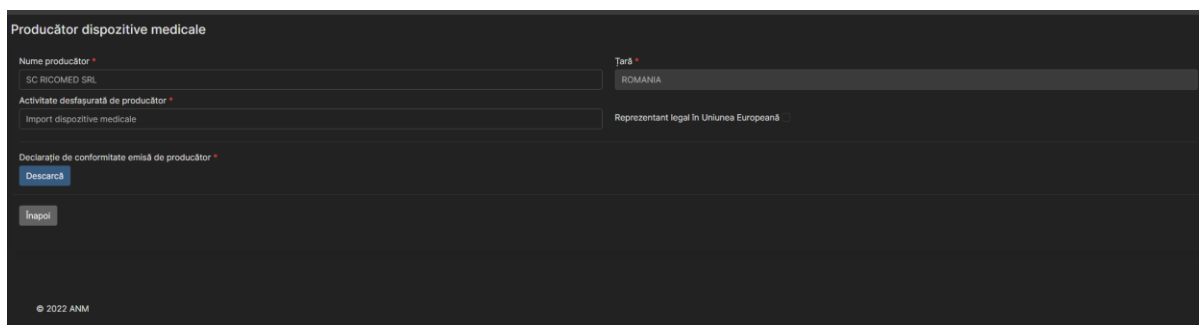 Producător dispozitive medicale
Nume producător *
SC RICOMED SRL
Țară *
ROMANIA
Activitate desfașurată de producător *
Import dispozitive medicale
Reprezentant legal în Uniunea Europeană
Declarație de conformitate emisă de producător *
Descarcă
Înapoi
© 2022 ANM